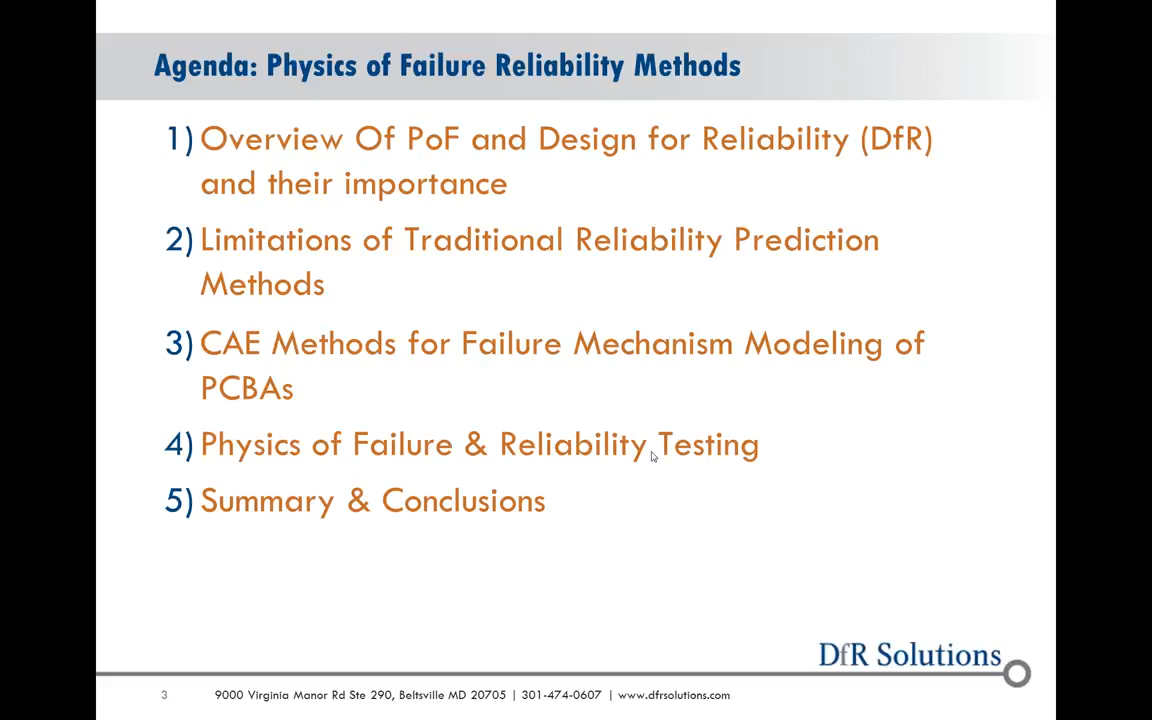 Agenda: Physics of Failure Reliability Methods
1) Overview Of PoF and Design for Reliability (DfR)
and their importance
2) Limitations of Traditional Reliability Prediction
Methods
3) CAE Methods for Failure Mechanism Modeling of
PCBAs
4) Physics of Failure & Reliability Testing
5) Summary & Conclusions
DfR Solutions
3 9000 Virginia Manor Rd Ste 290, Beltsville MD 20705 | 301-474-0607 | www.dfrsolutions.com